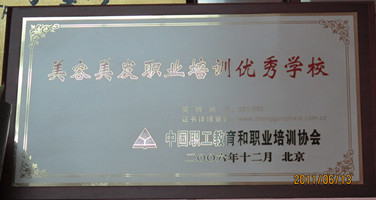 美容美发职业培训优秀学校
中国职工教育和职业培训协会
二〇〇六年十二月 北京
2011/06/13